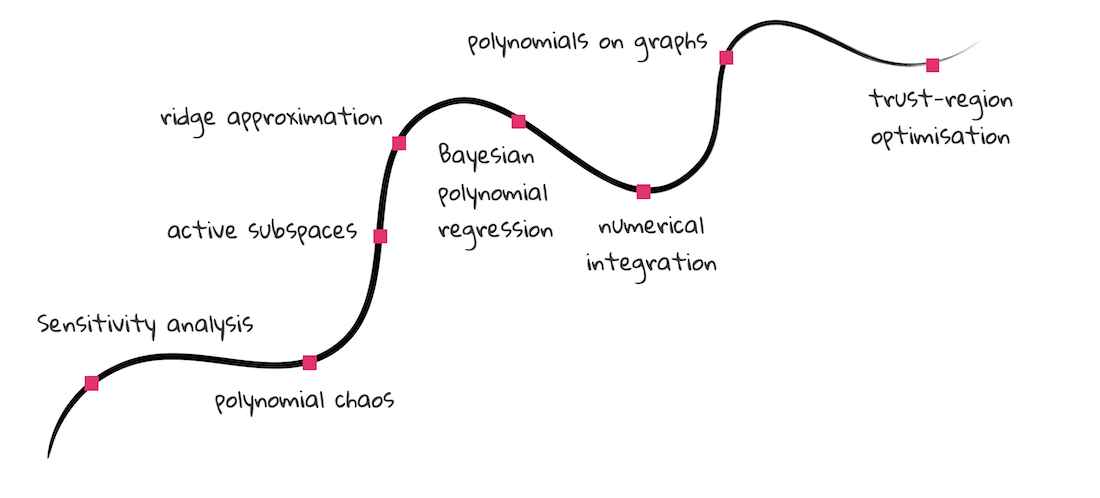 polynomials on graphs
trust-region
optimisation
ridge approximation
Bayesian
polynomial
regression
active subspaces
numerical
integration
Sensitivity analysis
polynomial chaos